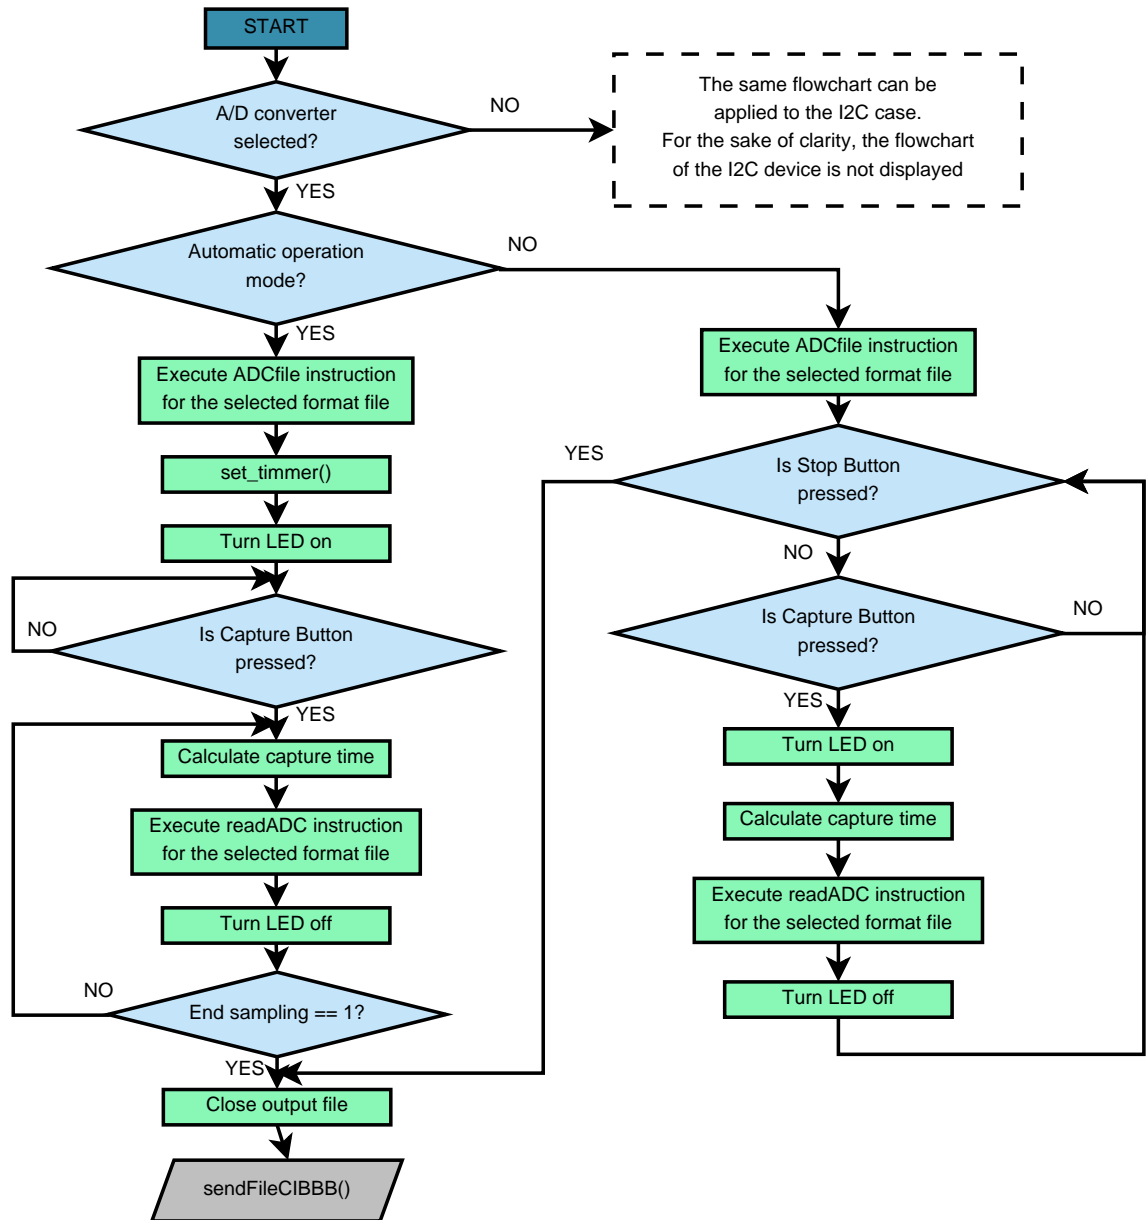 START
A/D converter
selected?
NO
The same flowchart can be
applied to the I2C case.
For the sake of clarity, the flowchart
of the I2C device is not displayed
YES
Automatic operation
mode?
NO
YES
Execute ADCfile instruction
for the selected format file
set_timmer()
Turn LED on
Is Capture Button
pressed?
NO
YES
Calculate capture time
Execute readADC instruction
for the selected format file
Turn LED off
End sampling == 1?
NO
YES
Close output file
sendFileCIBBB()
Execute ADCfile instruction
for the selected format file
Is Stop Button
pressed?
YES
NO
Is Capture Button
pressed?
NO
YES
Turn LED on
Calculate capture time
Execute readADC instruction
for the selected format file
Turn LED off